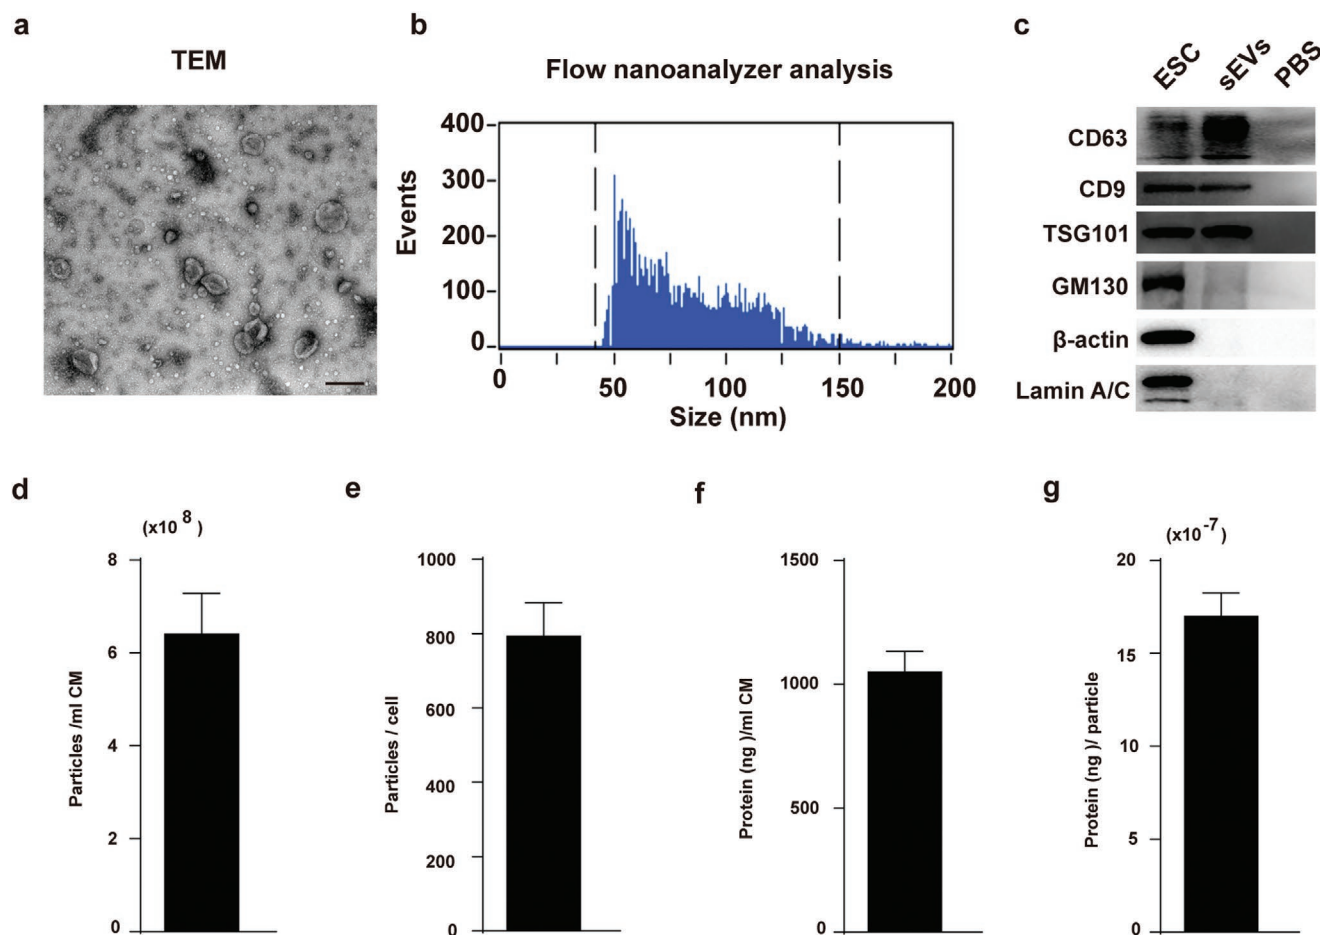 a
TEM
b
Flow nanoanalyzer analysis
Events
400
300
200
100
0
0
50
100
150
200
Size (nm)
c
ESC
sEVs
PBS
CD63
CD9
TSG101
GM130
β-actin
Lamin A/C
d
(x10 8 )
Particles /ml CM
8
6
4
2
0
e
Particles / cell
1000
800
600
400
200
0
f
Protein (ng )/ml CM
1500
1000
500
0
g
(x10 -7 )
Protein (ng )/ particle
20
15
10
5
0